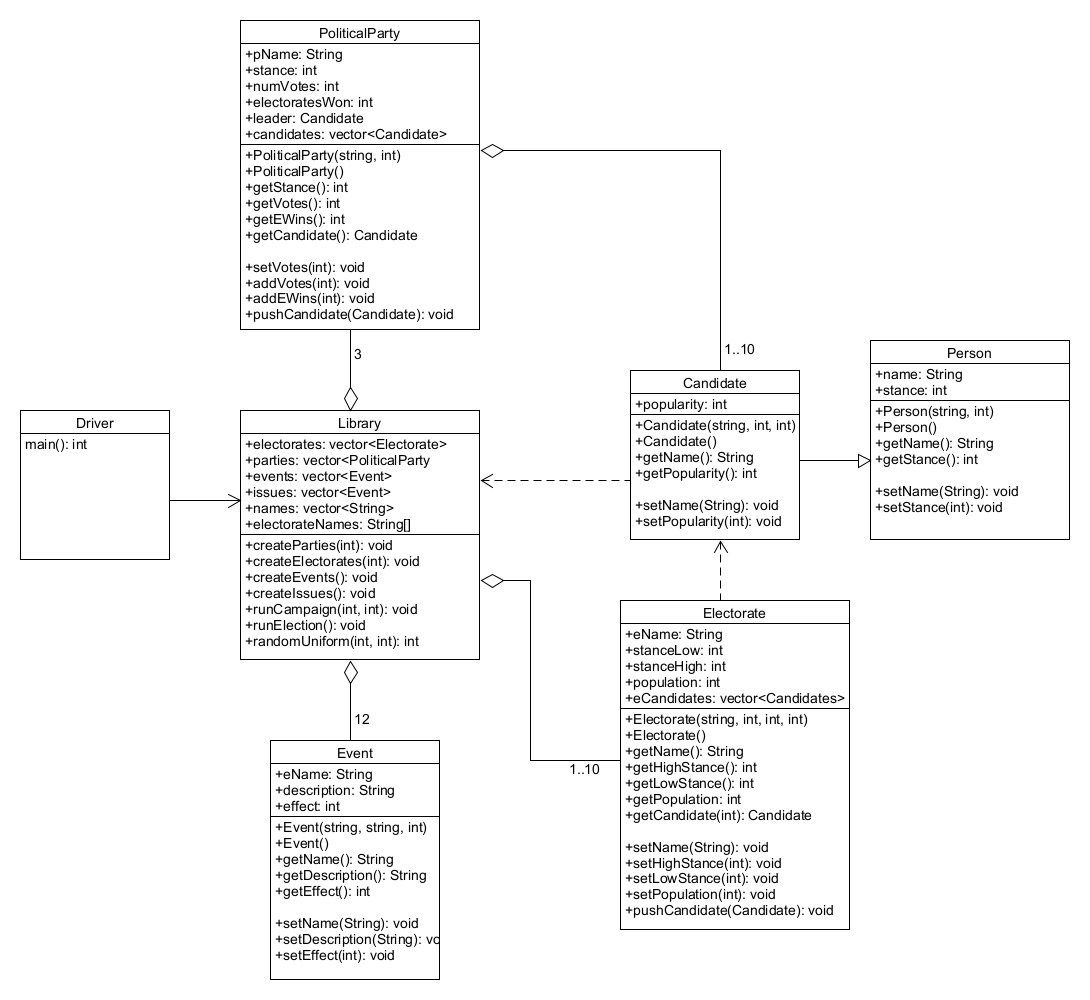 PoliticalParty
+pName: String
+stance: int
+numVotes: int
+electoratesWon: int
+leader: Candidate
+candidates: vector<Candidate>
+PoliticalParty(string, int)
+PoliticalParty()
+getStance(): int
+getVotes(): int
+getEWins(): int
+getCandidate(): Candidate
+setVotes(int): void
+addVotes(int): void
+addEWins(int): void
+pushCandidate(Candidate): void
3
1..10
Person
+name: String
+stance: int
+Person(string, int)
+Person()
+getName(): String
+getStance(): int
+setName(String): void
+setStance(int): void
Candidate
+popularity: int
+Candidate(string, int, int)
+Candidate()
+getName(): String
+getPopularity(): int
+setName(String): void
+setPopularity(int): void
Driver
main(): int
Library
+electorates: vector<Electorate>
+parties: vector<PoliticalParty
+events: vector<Event>
+issues: vector<Event>
+names: vector<String>
+electorateNames: String[]
+createParties(int): void
+createElectorates(int): void
+createEvents(): void
+createIssues(): void
+runCampaign(int, int): void
+runElection(): void
+randomUniform(int, int): int
12
1..10
Electorate
+eName: String
+stanceLow: int
+stanceHigh: int
+population: int
+eCandidates: vector<Candidates>
+Electorate(string, int, int, int)
+Electorate()
+getName(): String
+getHighStance(): int
+getLowStance(): int
+getPopulation: int
+getCandidate(int): Candidate
+setName(String): void
+setHighStance(int): void
+setLowStance(int): void
+setPopulation(int): void
+pushCandidate(Candidate): void
Event
+eName: String
+description: String
+effect: int
+Event(string, string, int)
+Event()
+getName(): String
+getDescription(): String
+getEffect(): int
+setName(String): void
+setDescription(String): vo
+setEffect(int): void